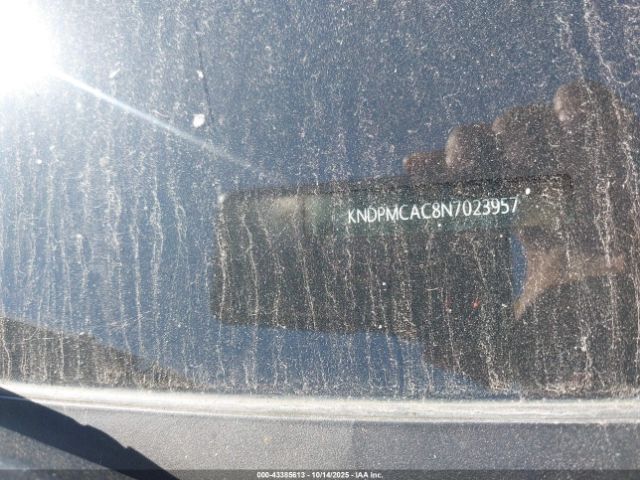 KNDPMCAC8N7023957
000-43385613 - 10/14/2025 - IAA Inc.